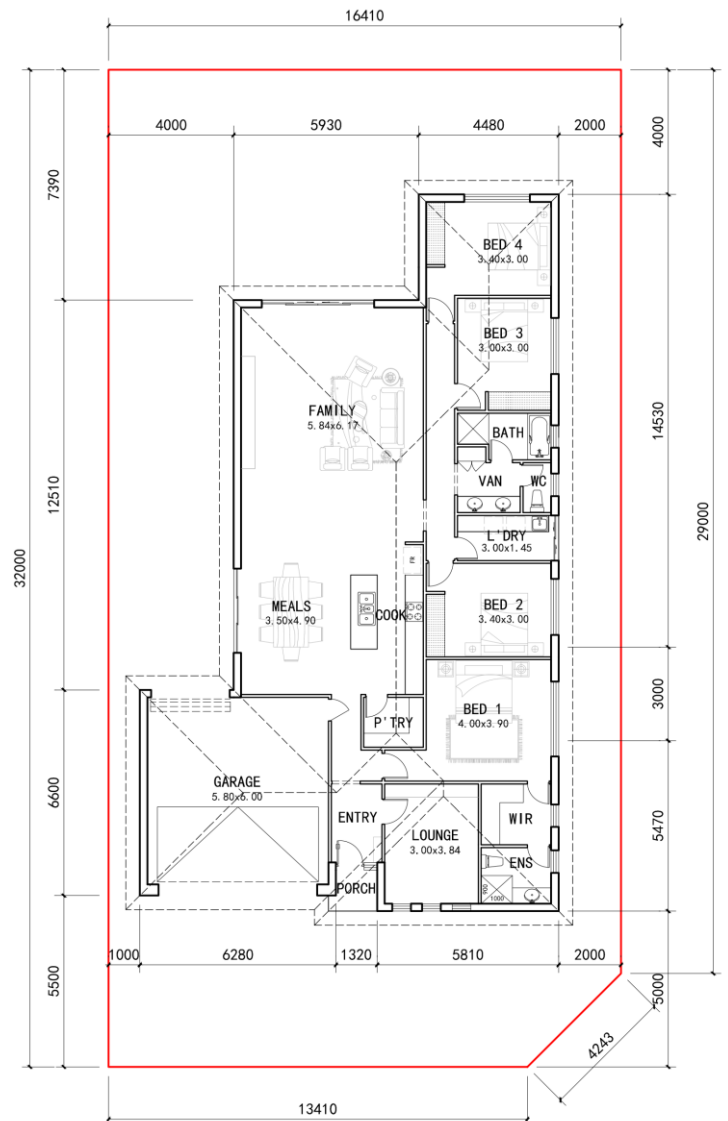 16410
4000
5930
4480
2000
4000
7390
BED 4
3.40x3.00
BED 3
3.00x3.00
FAMILY
5.84x6.17
BATH
14530
VAN
WC
29000
12510
L'DRY
3.00x1.45
32000
FR
MEALS
3.50x4.90
COOK
BED 2
3.40x3.00
3000
BED 1
4.00x3.90
P'TRY
GARAGE
5.80x6.00
6600
ENTRY
LOUNGE
3.00x3.84
WIR
5470
ENS
PORCH
900
1000
1000
6280
1320
5810
2000
5500
5000
4243
13410